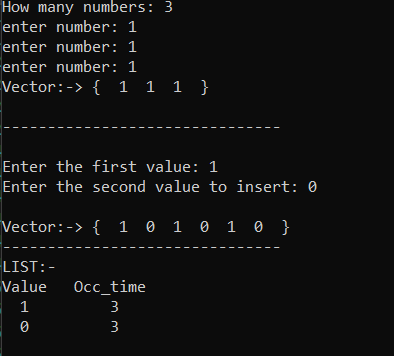 How many numbers: 3
enter number: 1
enter number: 1
enter number: 1
Vector:-> {  1  1  1  }
------------------------------
Enter the first value: 1
Enter the second value to insert: 0
Vector:-> {  1  0  1  0  1  0  }
------------------------------
LIST:-
Value   Occ_time
  1         3
  0         3